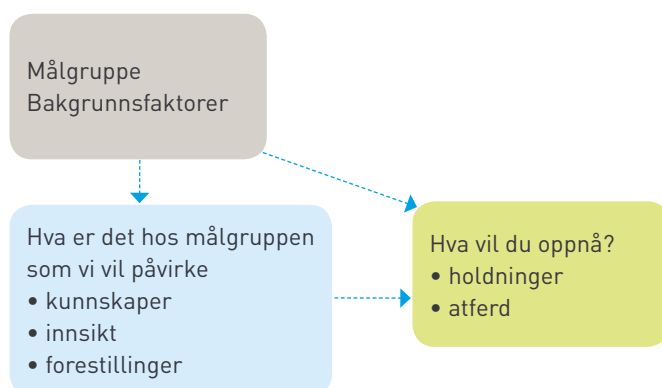 Målgruppe
Bakgrunnsfaktorer
Hva er det hos målgruppen
som vi vil påvirke
• kunnskaper
• innsikt
• forestillinger
Hva vil du oppnå?
• holdninger
• atferd